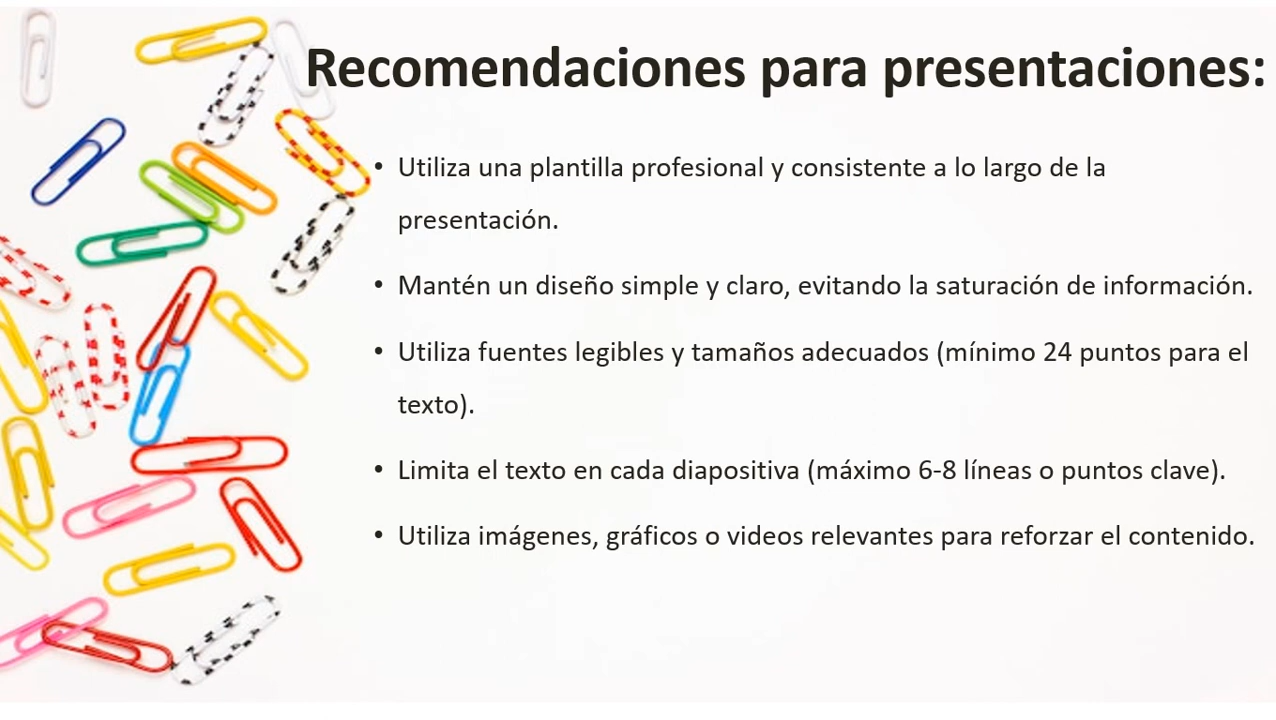 Recomendaciones para presentaciones:
• Utiliza una plantilla profesional y consistente a lo largo de la
presentación.
• Mantén un diseño simple y claro, evitando la saturación de información.
• Utiliza fuentes legibles y tamaños adecuados (mínimo 24 puntos para el
texto).
• Limita el texto en cada diapositiva (máximo 6-8 líneas o puntos clave).
• Utiliza imágenes, gráficos o videos relevantes para reforzar el contenido.